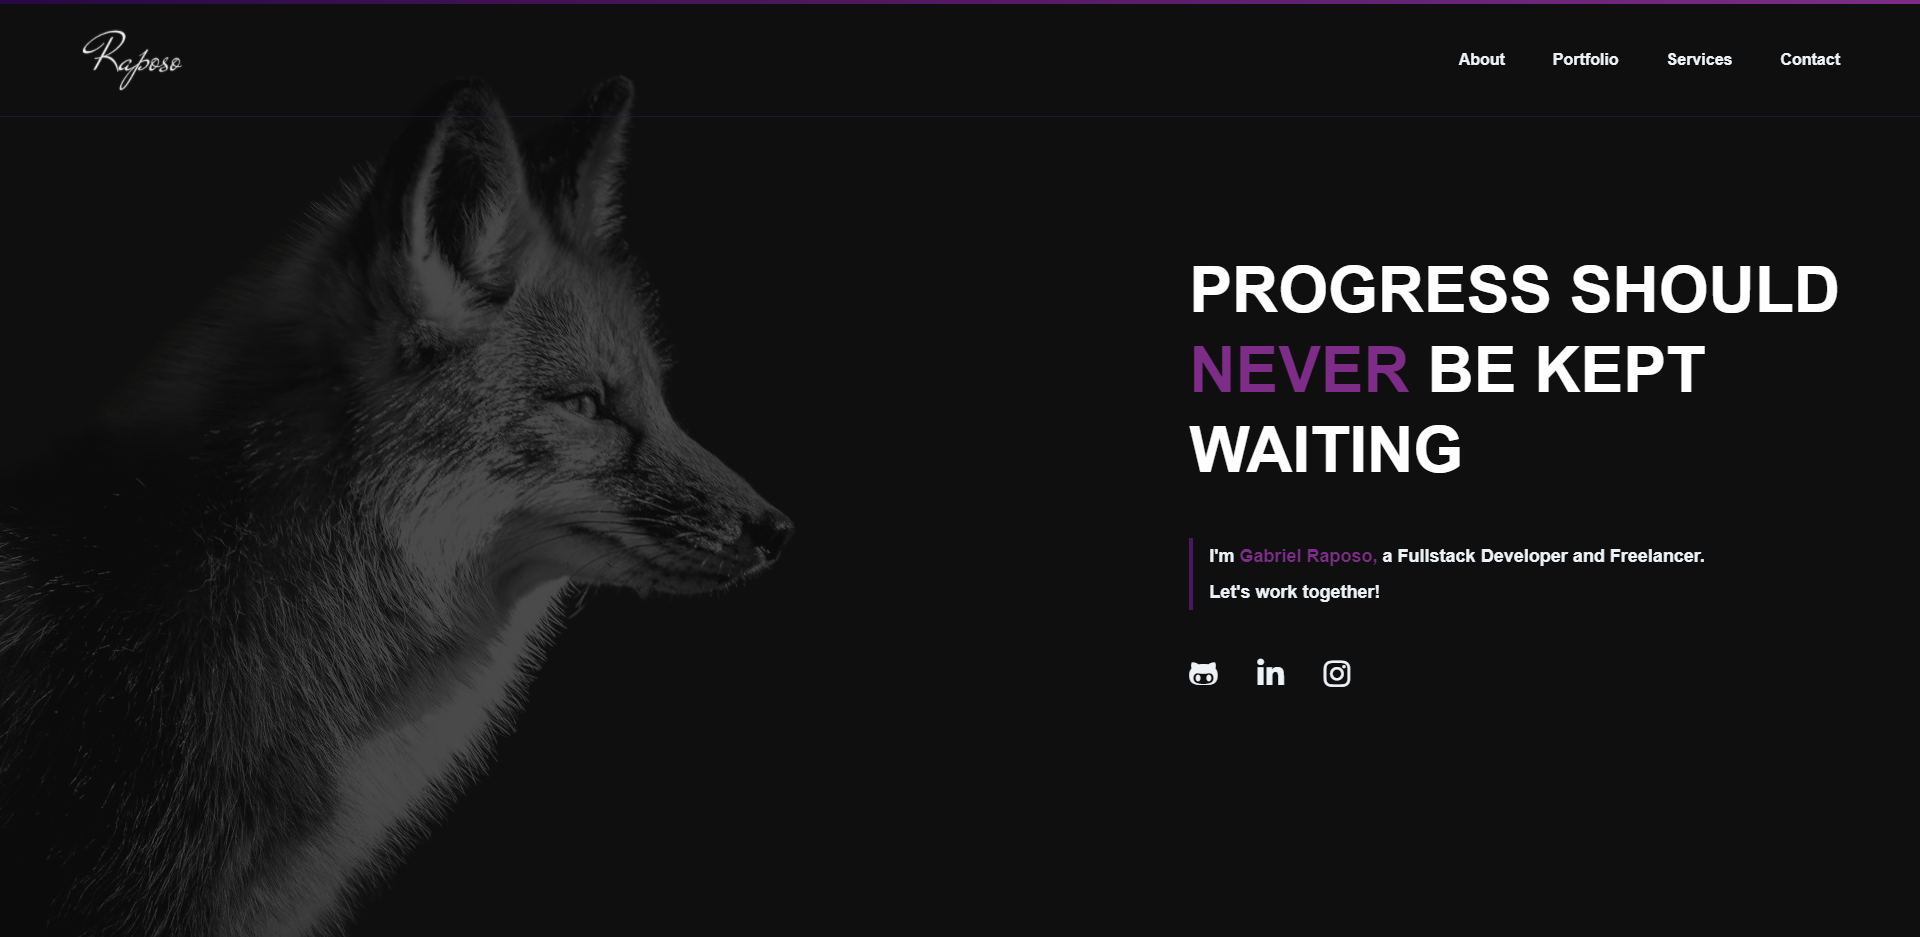 Raposo
About Portfolio Services Contact
PROGRESS SHOULD
NEVER BE KEPT
WAITING
I'm Gabriel Raposo, a Fullstack Developer and Freelancer.
Let's work together!
in